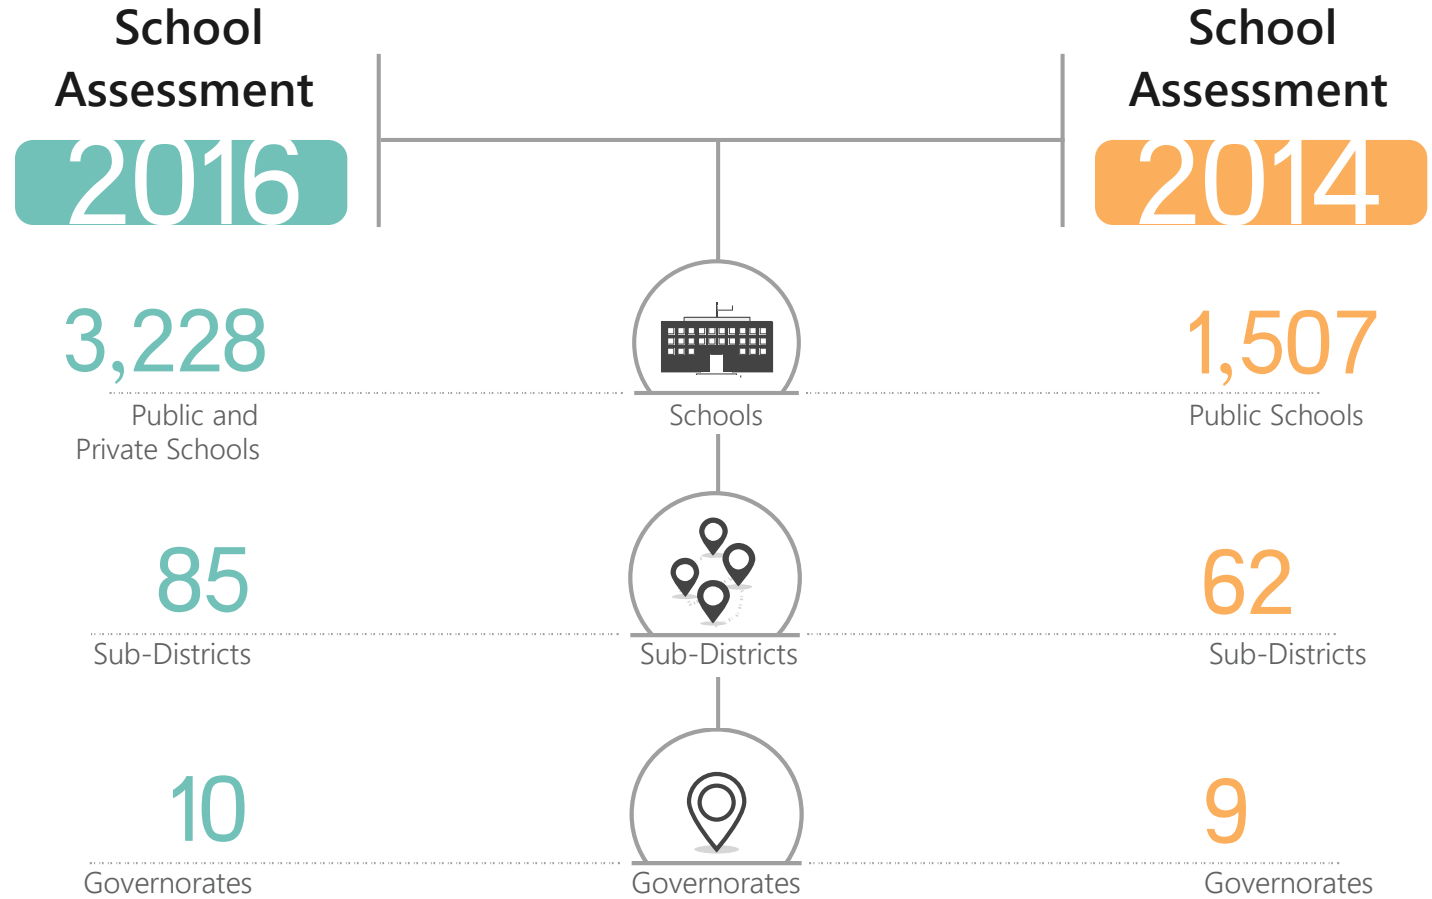 School
Assessment
2016
School
Assessment
2014
3,228
Public and
Private Schools
Schools
1,507
Public Schools
85
Sub-Districts
Sub-Districts
62
Sub-Districts
10
Governorates
Governorates
9
Governorates